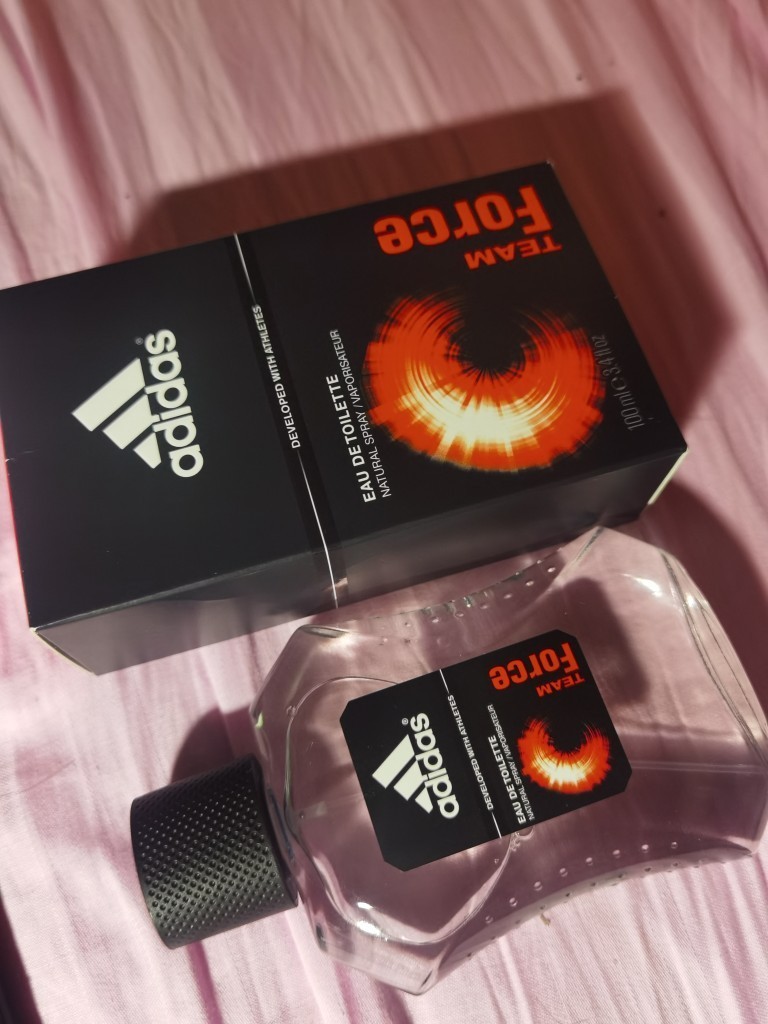 adidas®
DEVELOPED WITH ATHLETES
EAU DE TOILETTE
NATURAL SPRAY / VAPORISATEUR
TEAM
Force
100 ml e 3.4 fl oz
adidas®
DEVELOPED WITH ATHLETES
EAU DE TOILETTE
NATURAL SPRAY / VAPORISATEUR
TEAM
Force